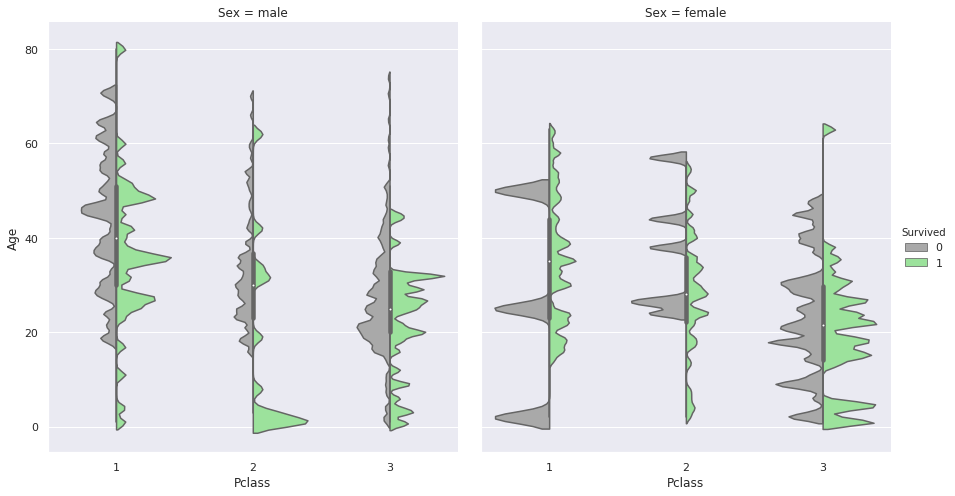 Sex = male
Sex = female
80
60
40
20
0
Age
1
2
3
Pclass
1
2
3
Pclass
Survived
0
1